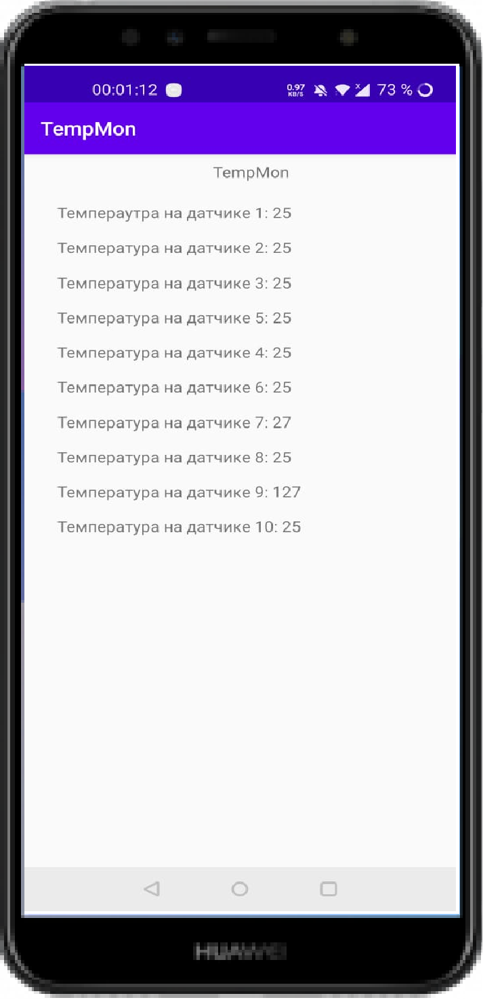 00:01:12 0.97 KB/S 73 %
TempMon
TempMon
Темпераутра на датчике 1: 25
Температура на датчике 2: 25
Температура на датчике 3: 25
Температура на датчике 5: 25
Температура на датчике 4: 25
Температура на датчике 6: 25
Температура на датчике 7: 27
Температура на датчике 8: 25
Температура на датчике 9: 127
Температура на датчике 10: 25
HUAWEI